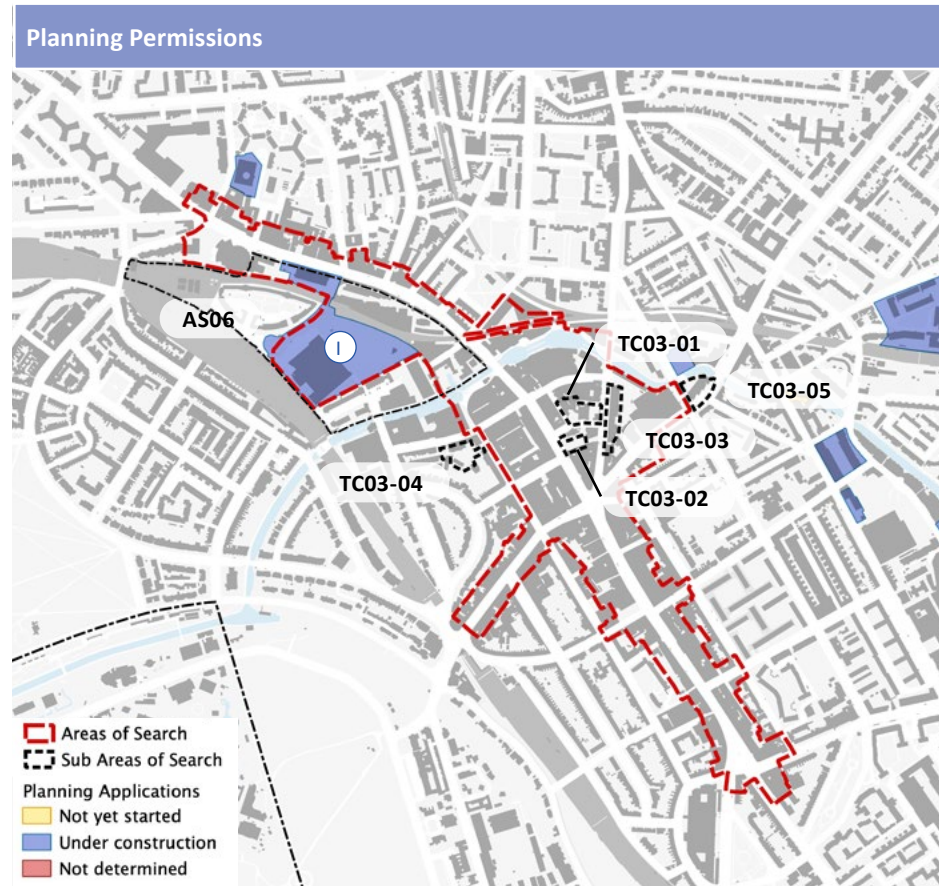 Planning Permissions
AS06
I
TC03-01
TC03-05
TC03-03
TC03-04
TC03-02
Areas of Search
Sub Areas of Search
Planning Applications
Not yet started
Under construction
Not determined